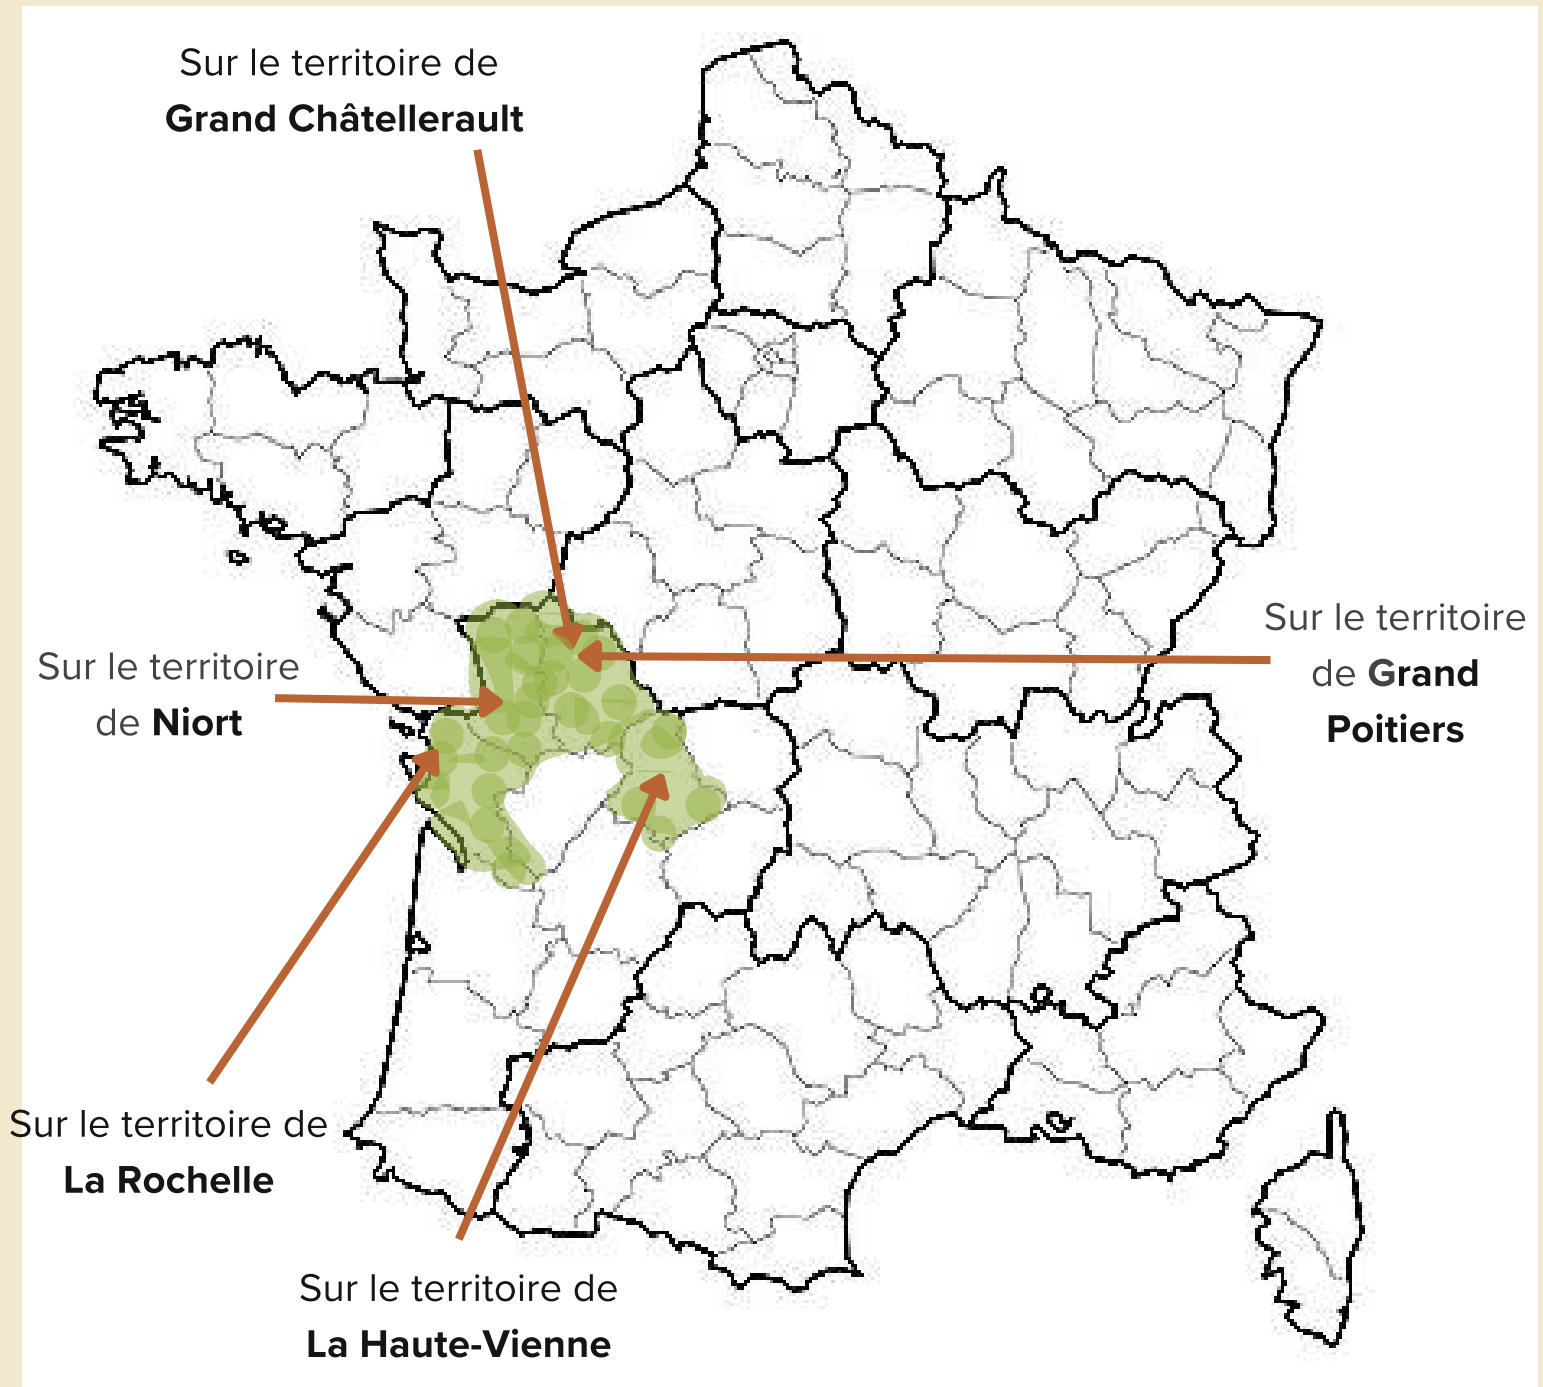 Sur le territoire de
Grand Châtellerault
Sur le territoire
de Grand
Poitiers
Sur le territoire
de Niort
Sur le territoire de
La Rochelle
Sur le territoire de
La Haute-Vienne